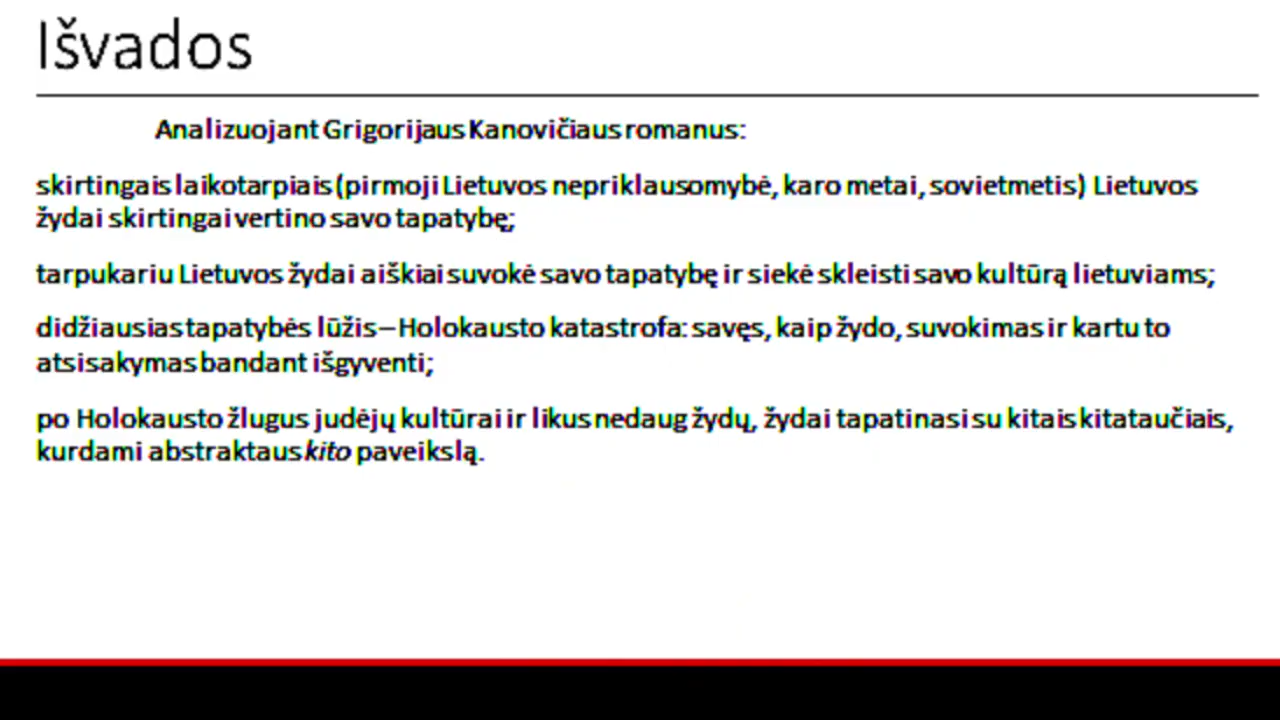 Išvados
Analizuojant Grigorijaus Kanovičiaus romanus:
skirtingais laikotarpiais (pirmoji Lietuvos nepriklausomybė, karo metai, sovietmetis) Lietuvos
žydai skirtingai vertino savo tapatybę;
tarpukariu Lietuvos žydai aiškiai suvokė savo tapatybę ir siekė skleisti savo kultūrą lietuviams;
didžiausias tapatybės lūžis – Holokausto katastrofa: savęs, kaip žydo, suvokimas ir kartu to
atsisakymas bandant išgyventi;
po Holokausto žlugus judėjų kultūrai ir likus nedaug žydų, žydai tapatinasi su kitais kitataučiais,
kurdami abstraktaus kito paveikslą.